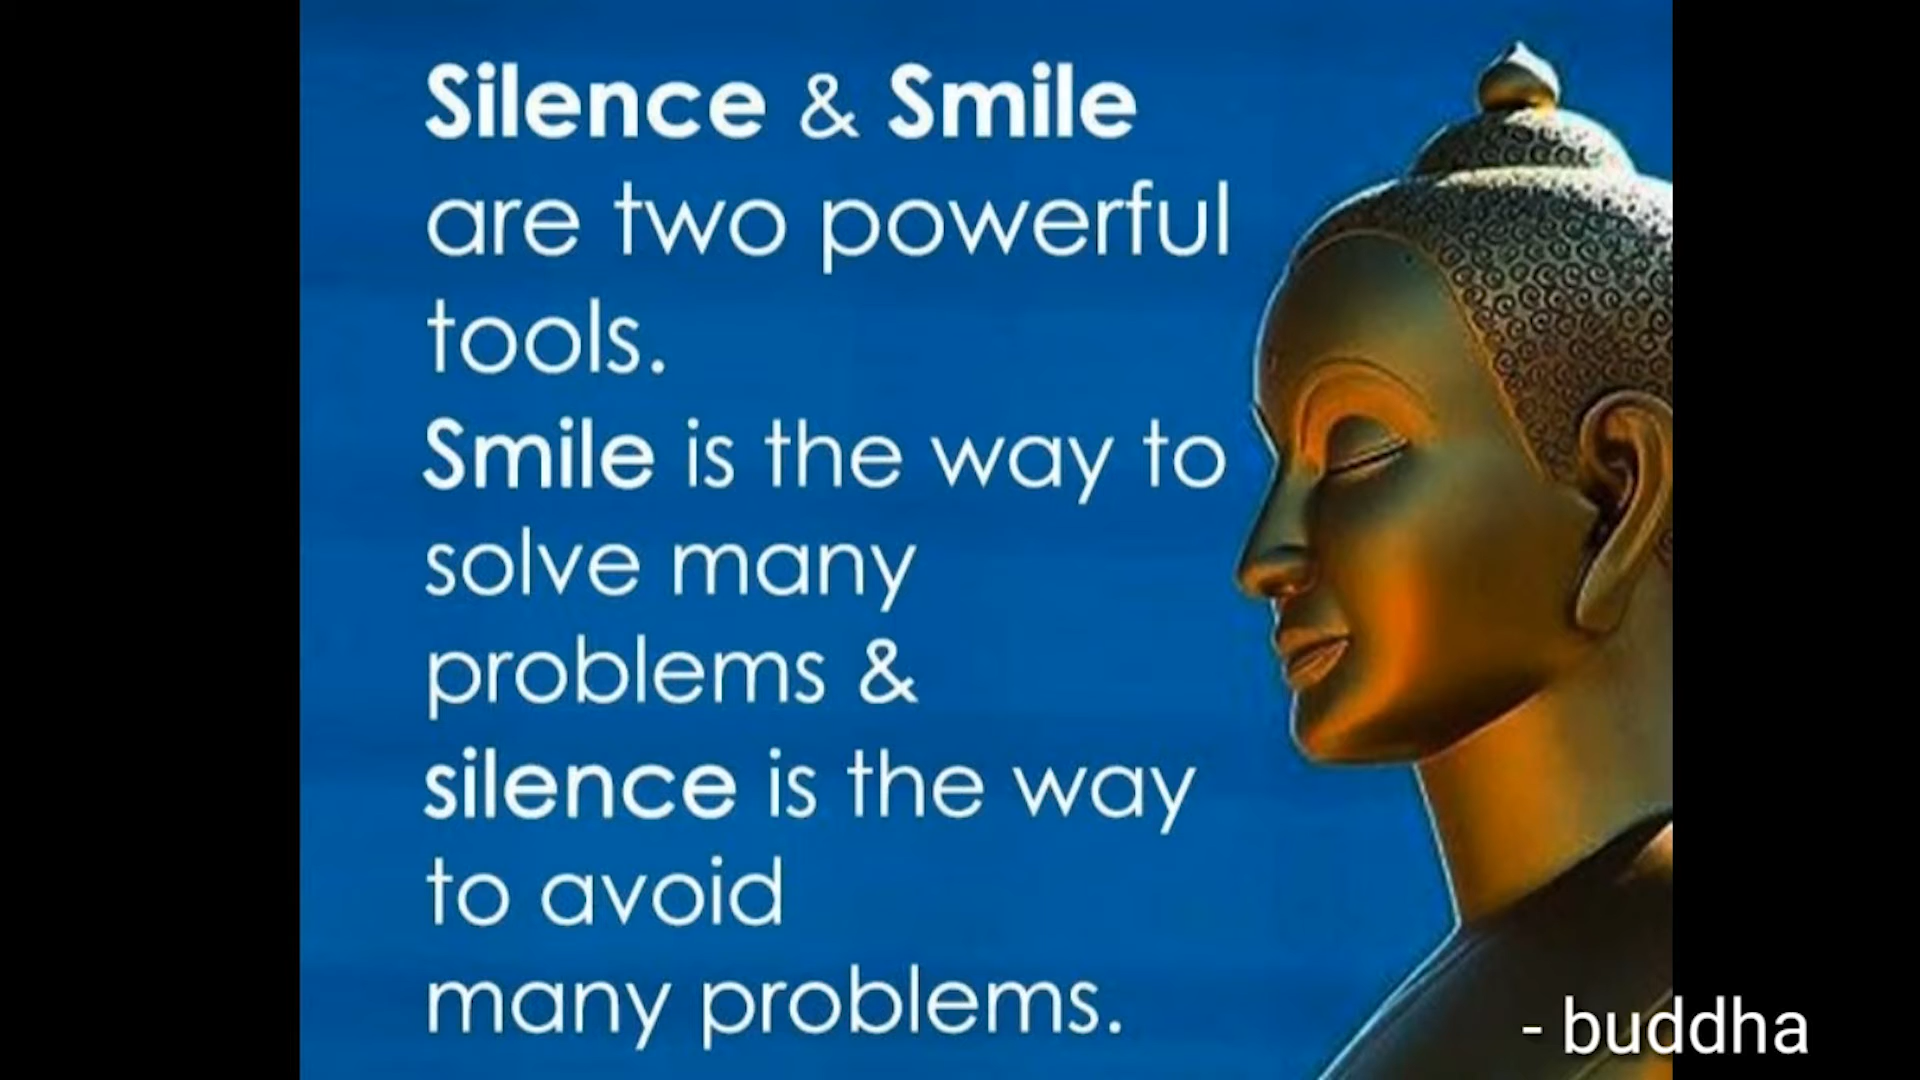 Silence & Smile
are two powerful
tools.
Smile is the way to
solve many
problems &
silence is the way
to avoid
many problems.
- buddha